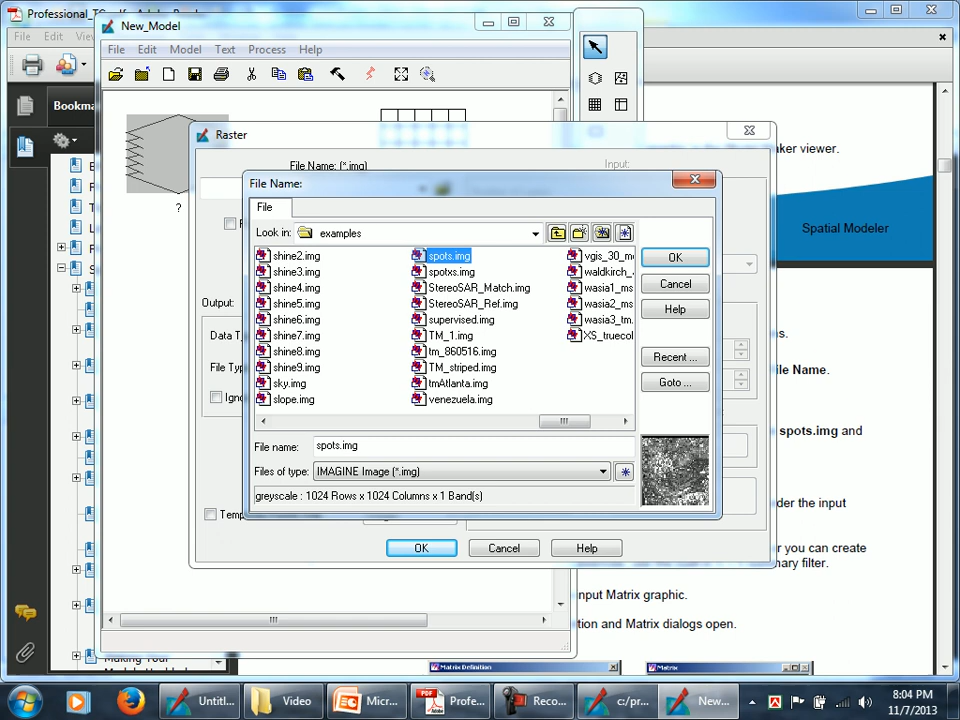 New_Model
File Edit Model Text Process Help
File Edit
Bookma
Raster
File Name: (*.img)
Input:
?
File Name:
File
Look in: examples
shine2.img
shine3.img
shine4.img
shine5.img
shine6.img
shine7.img
shine8.img
shine9.img
sky.img
slope.img
spots.img
spotxs.img
StereoSAR_Match.img
StereoSAR_Ref.img
supervised.img
TM_1.img
tm_860516.img
TM_striped.img
tmAtlanta.img
venezuela.img
vgis_30_m
waldkirch_
wasia1_ms
wasia2_ms
wasia3_tm.
XS_truecol
OK
Cancel
Help
Recent ...
Goto ...
File name: spots.img
Files of type: IMAGINE Image (*.img)
greyscale : 1024 Rows x 1024 Columns x 1 Band(s)
Output:
Data T
File Typ
Igno
OK Cancel Help
aker viewer.
Spatial Modeler
ns.
ile Name.
spots.img and
der the input
r you can create
nary filter.
nput Matrix graphic.
tion and Matrix dialogs open.
Matrix Definition
Matrix
Making Your
Untitl...
Video
Micr...
Profe...
Reco...
c:/pr...
New...
8:04 PM
11/7/2013